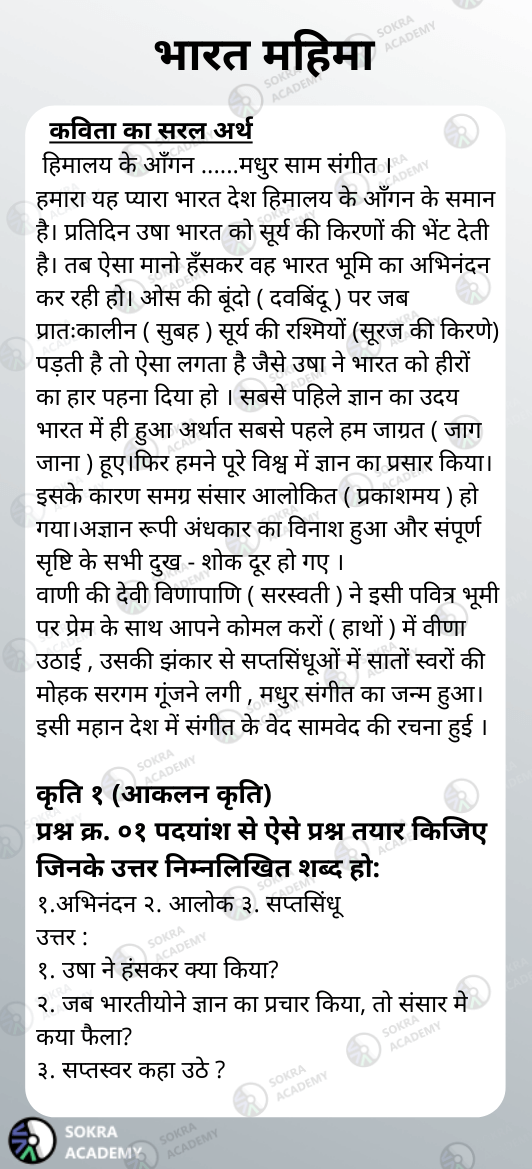 भारत महिमा
कविता का सरल अर्थ
हिमालय के आँगन ......मधुर साम संगीत ।
हमारा यह प्यारा भारत देश हिमालय के आँगन के समान
है। प्रतिदिन उषा भारत को सूर्य की किरणों की भेंट देती
है। तब ऐसा मानो हँसकर वह भारत भूमि का अभिनंदन
कर रही हो। ओस की बूंदो ( दवबिंदू ) पर जब
प्रातःकालीन ( सुबह ) सूर्य की रश्मियों (सूरज की किरणे)
पड़ती है तो ऐसा लगता है जैसे उषा ने भारत को हीरों
का हार पहना दिया हो । सबसे पहिले ज्ञान का उदय
भारत में ही हुआ अर्थात सबसे पहले हम जाग्रत ( जाग
जाना ) हूए।फिर हमने पूरे विश्व में ज्ञान का प्रसार किया।
इसके कारण समग्र संसार आलोकित ( प्रकाशमय ) हो
गया।अज्ञान रूपी अंधकार का विनाश हुआ और संपूर्ण
सृष्टि के सभी दुख - शोक दूर हो गए ।
वाणी की देवी विणापाणि ( सरस्वती ) ने इसी पवित्र भूमी
पर प्रेम के साथ आपने कोमल करों ( हाथों ) में वीणा
उठाई , उसकी झंकार से सप्तसिंधूओं में सातों स्वरों की
मोहक सरगम गूंजने लगी , मधुर संगीत का जन्म हुआ।
इसी महान देश में संगीत के वेद सामवेद की रचना हुई ।
कृति १ (आकलन कृति)
प्रश्न क्र. ०१ पदयांश से ऐसे प्रश्न तयार किजिए
जिनके उत्तर निम्नलिखित शब्द हो:
१.अभिनंदन २. आलोक ३. सप्तसिंधू
उत्तर :
१. उषा ने हंसकर क्या किया?
२. जब भारतीयोने ज्ञान का प्रचार किया, तो संसार मे
कया फैला?
३. सप्तस्वर कहा उठे ?
SOKRA
ACADEMY